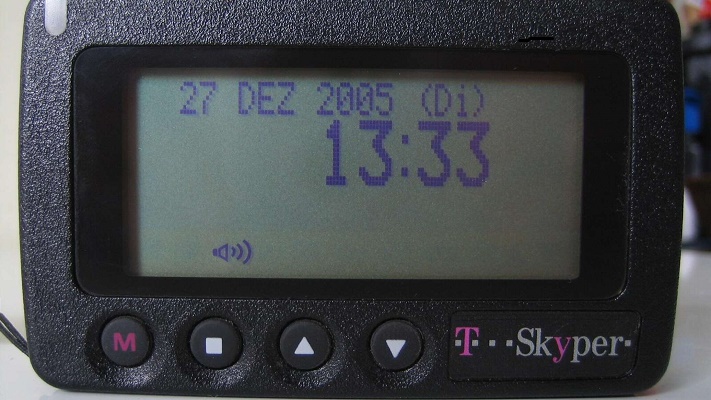 27 DEZ 2005 (Di)
13:33
M
T··Skyper·